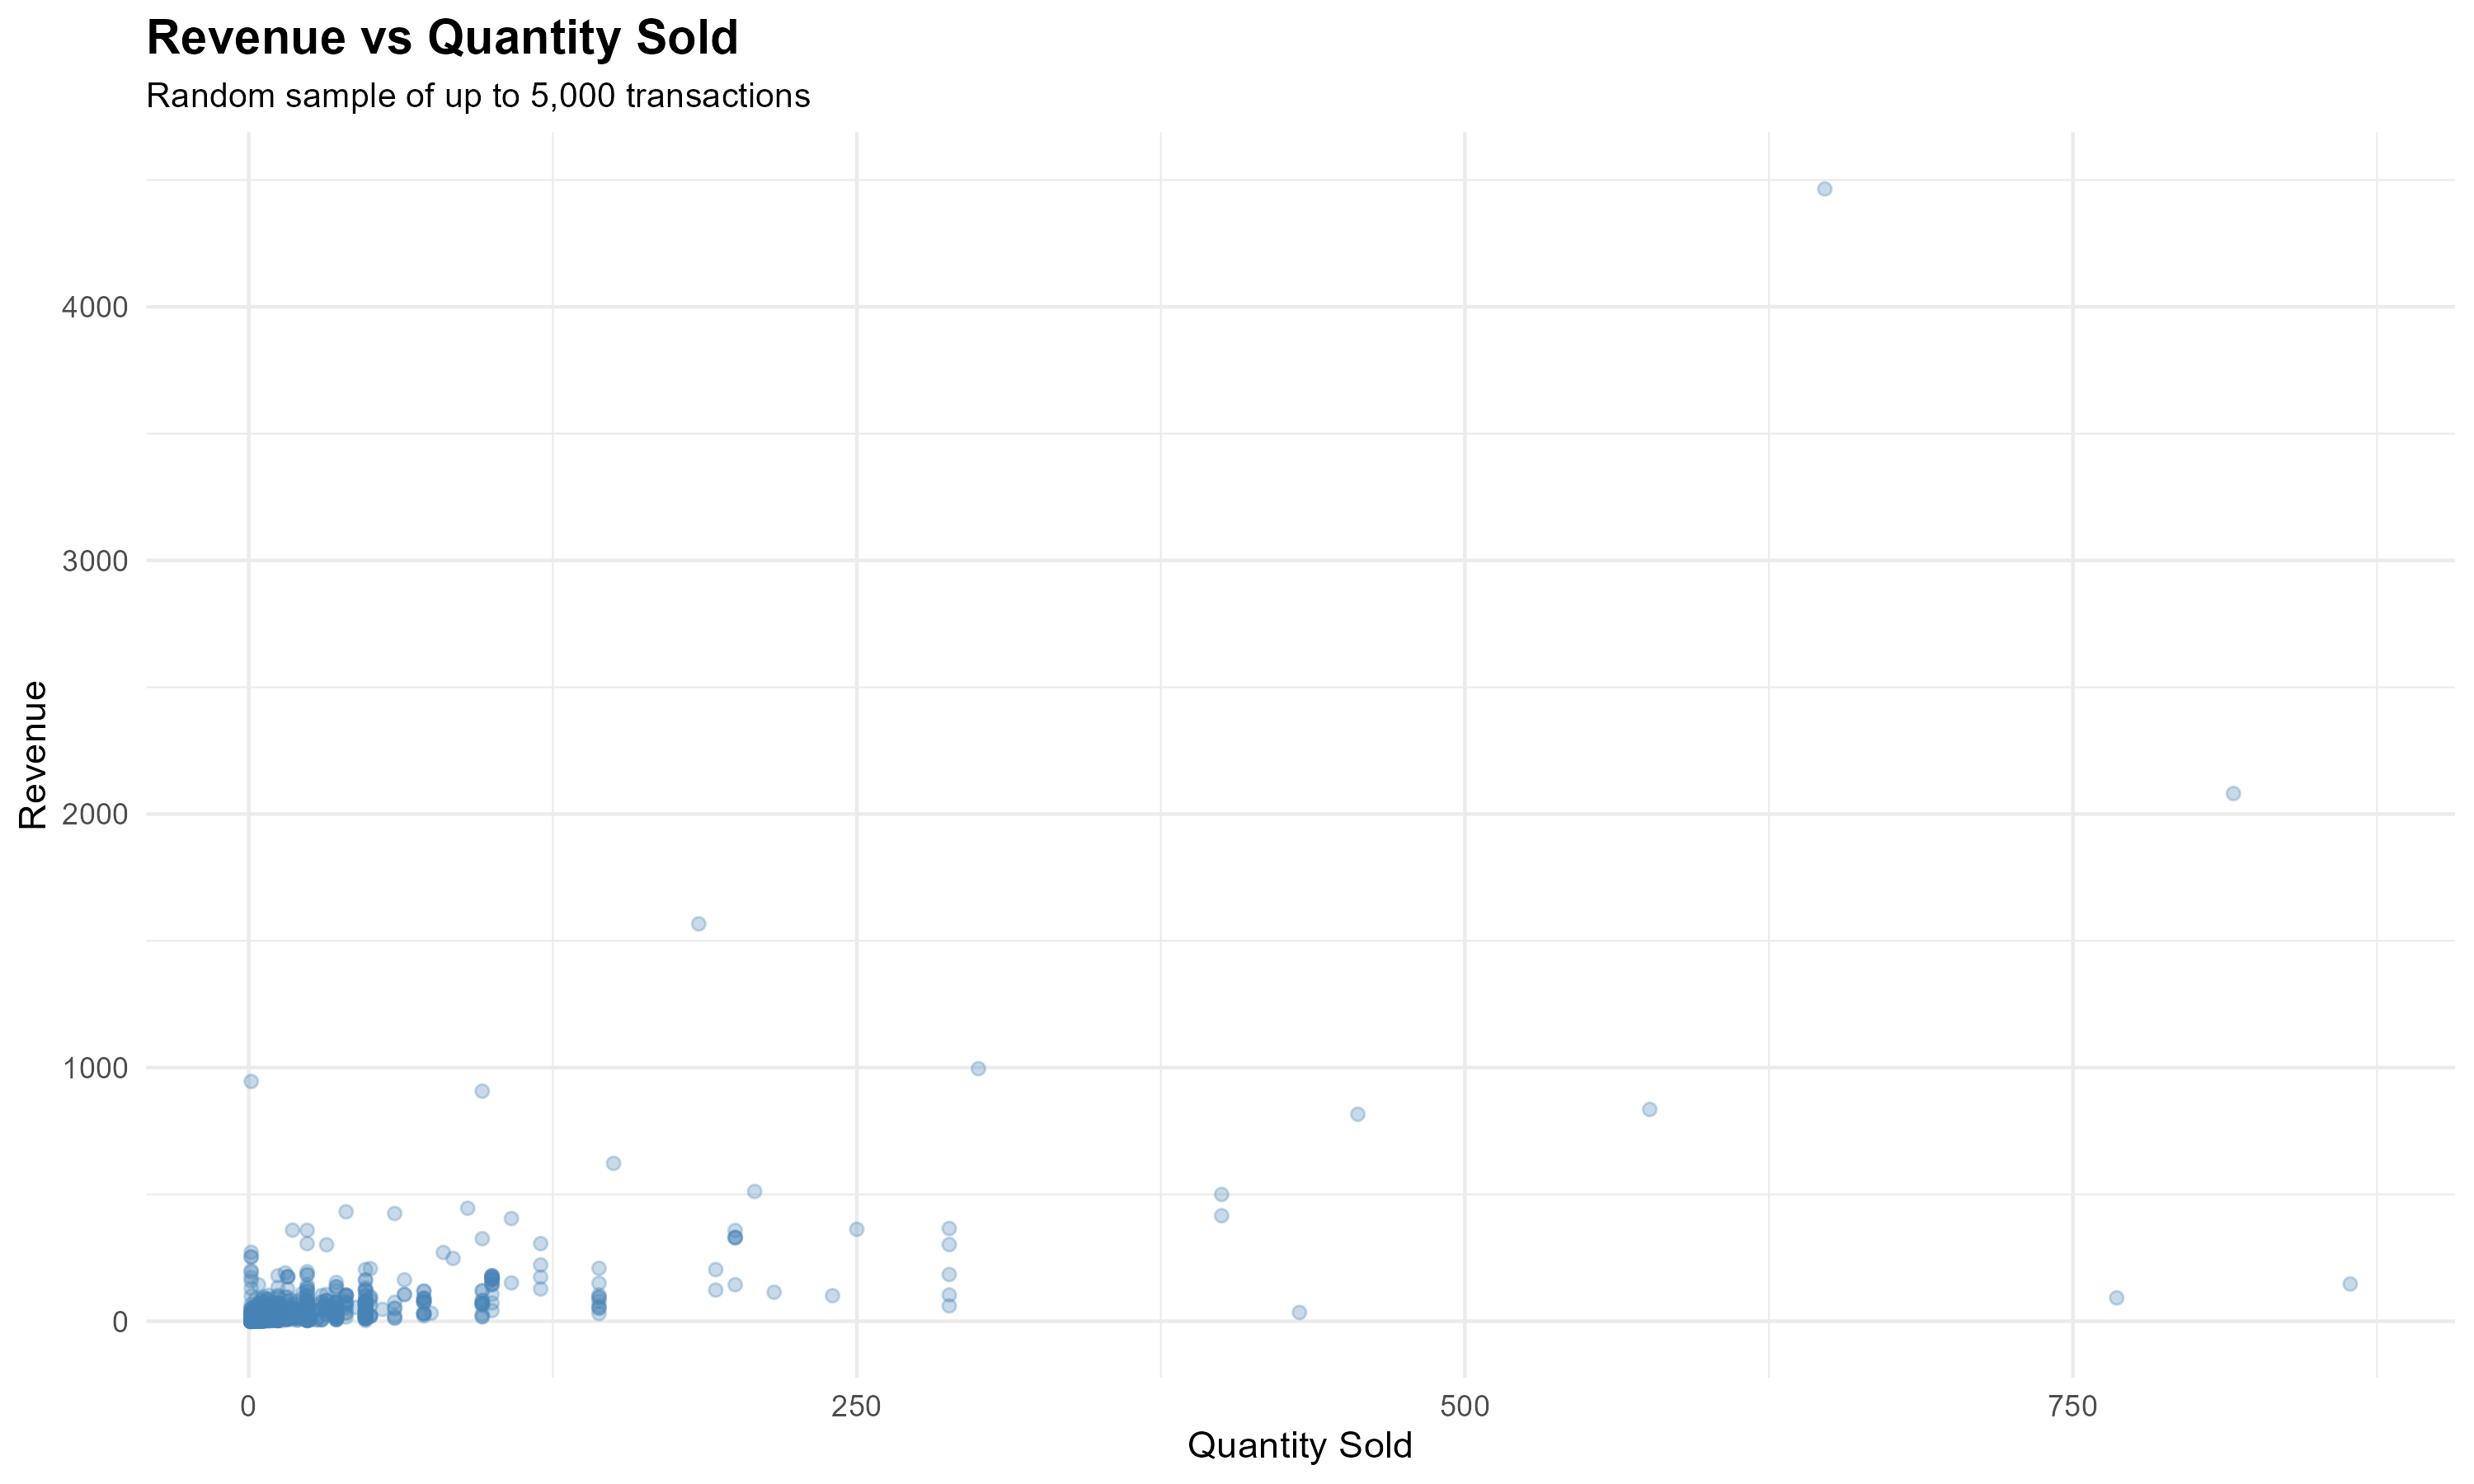 Revenue vs Quantity Sold
Random sample of up to 5,000 transactions
Revenue
4000
3000
2000
1000
0
0 250 500 750
Quantity Sold